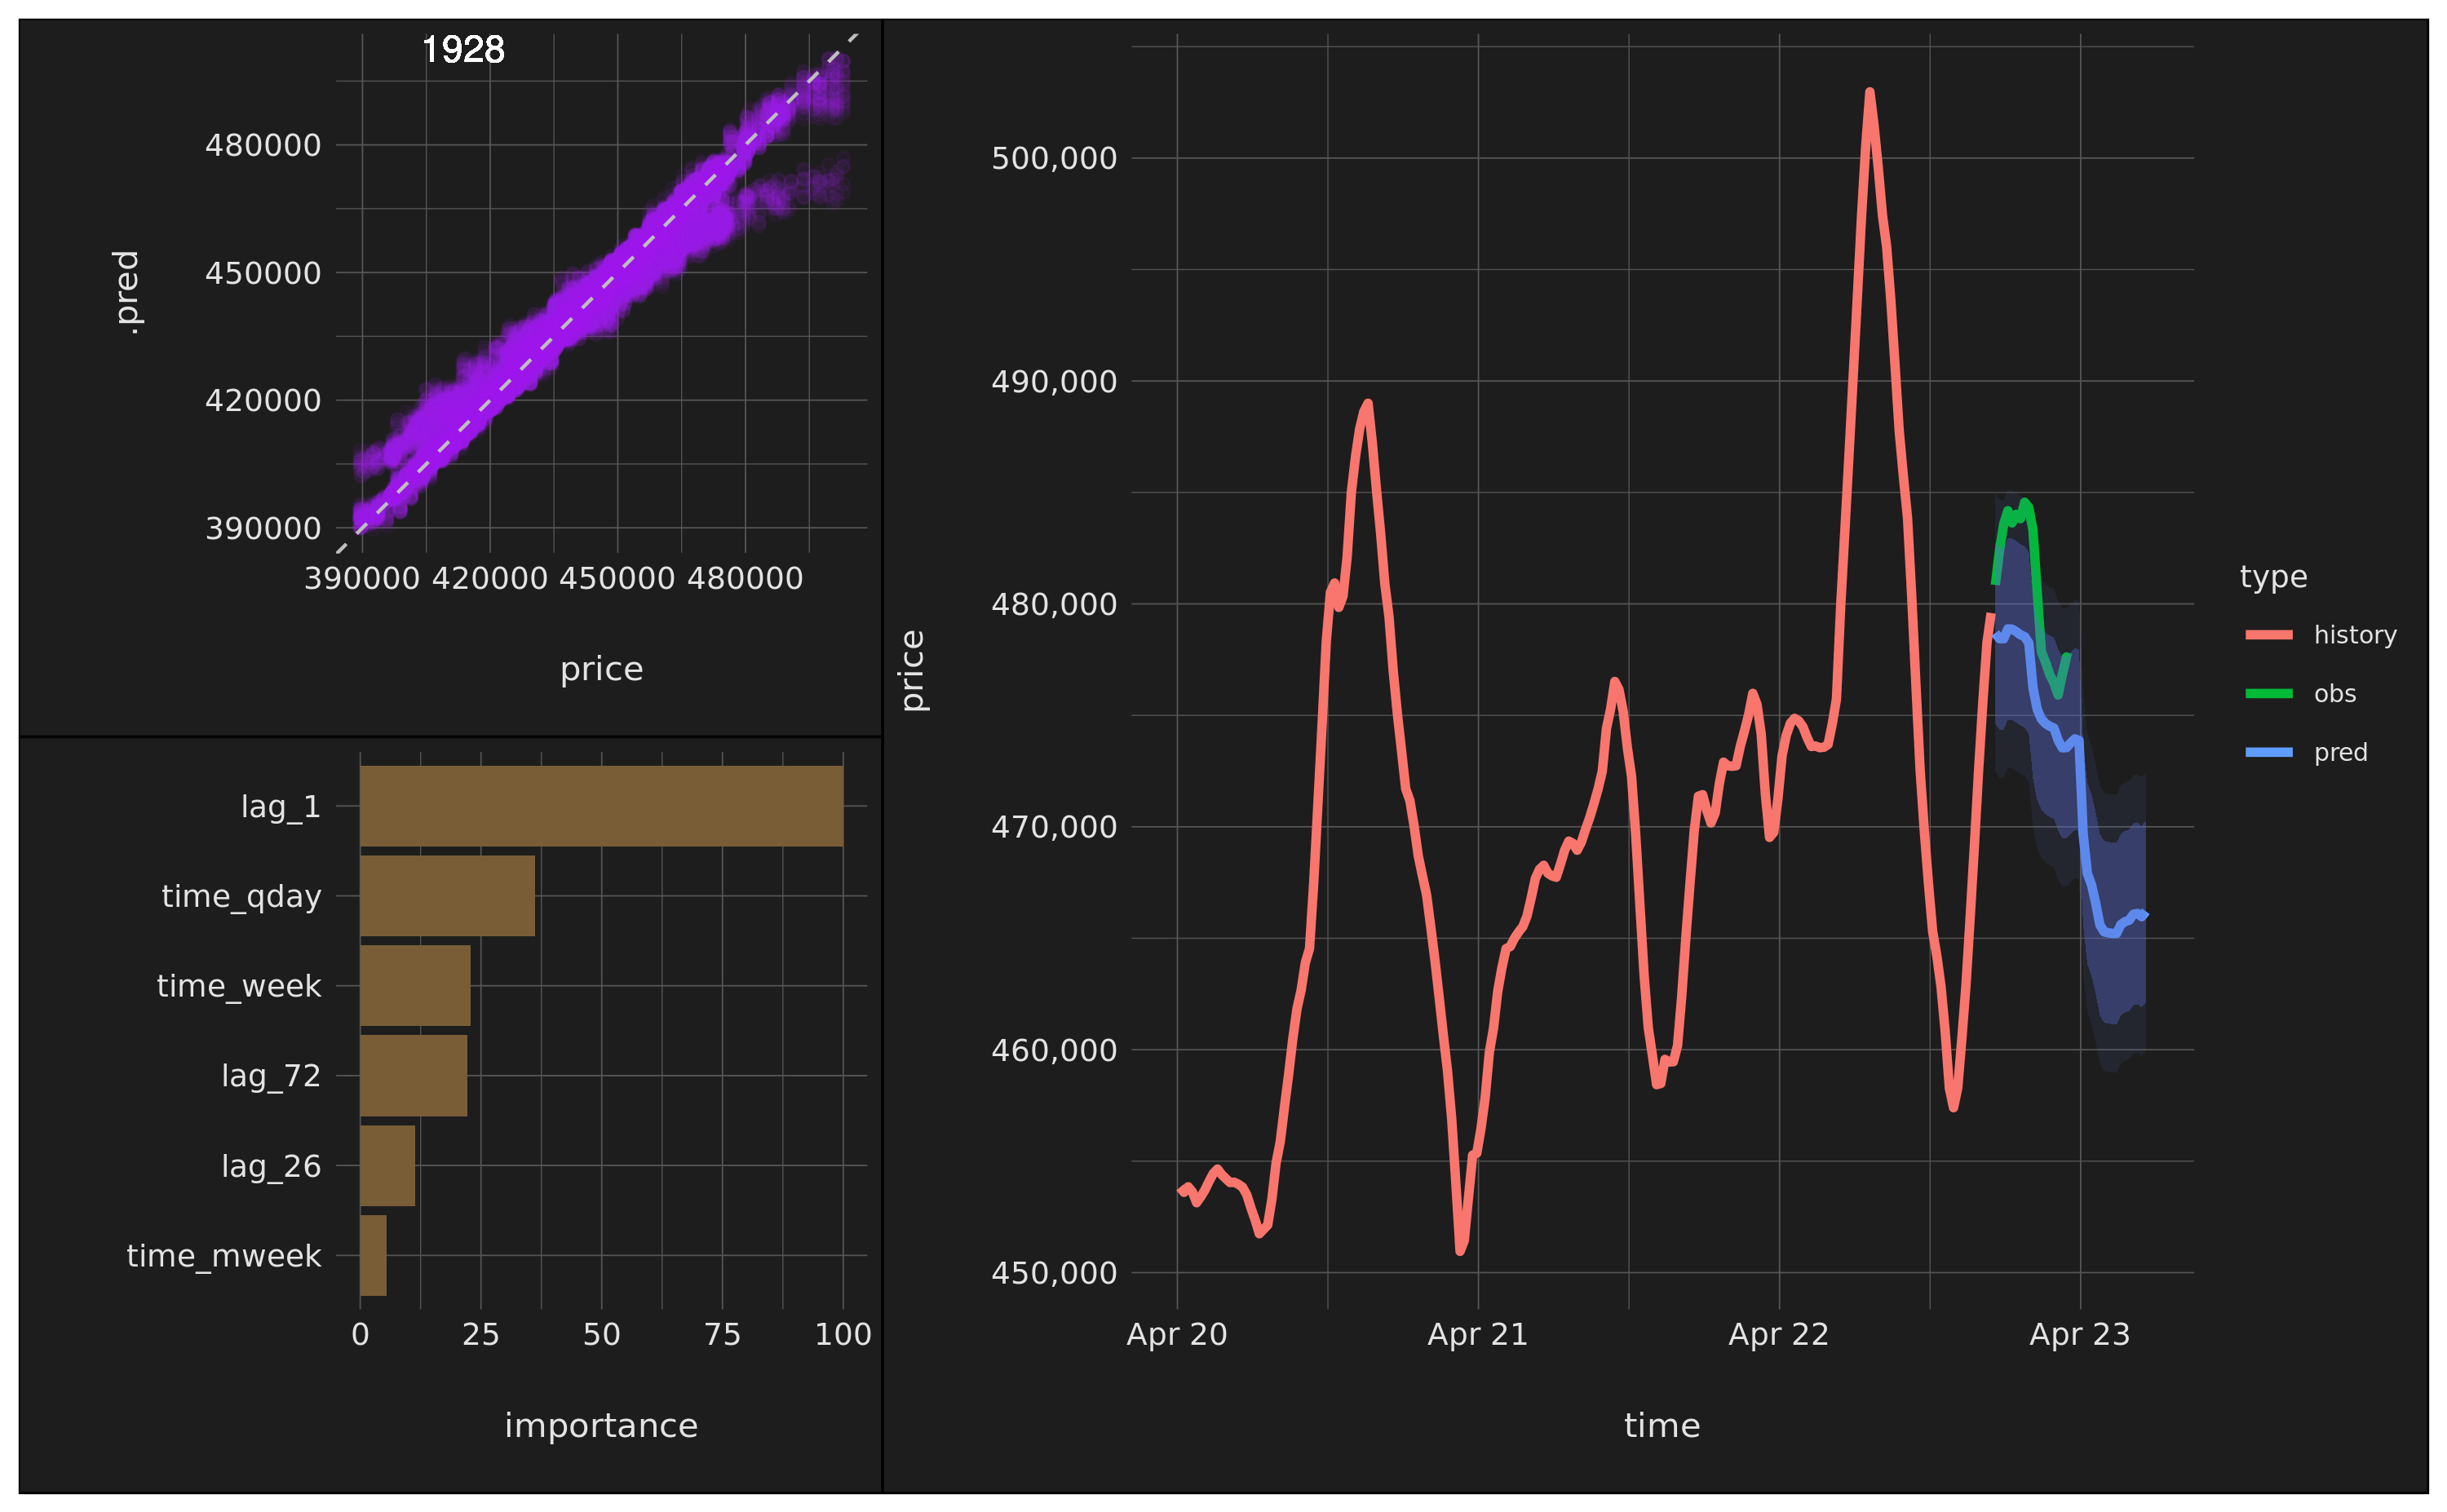 1928
480000
450000
420000
390000
.pred
390000 420000 450000 480000
price
lag_1
time_qday
time_week
lag_72
lag_26
time_mweek
0 25 50 75 100
importance
500,000
490,000
480,000
470,000
460,000
450,000
price
Apr 20 Apr 21 Apr 22 Apr 23
time
type
history
obs
pred